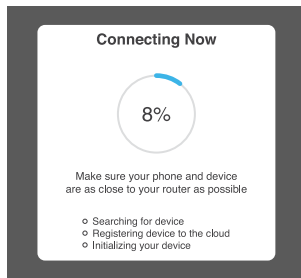 Connecting Now
8%
Make sure your phone and device
are as close to your router as possible
Searching for device
Registering device to the cloud
Initializing your device